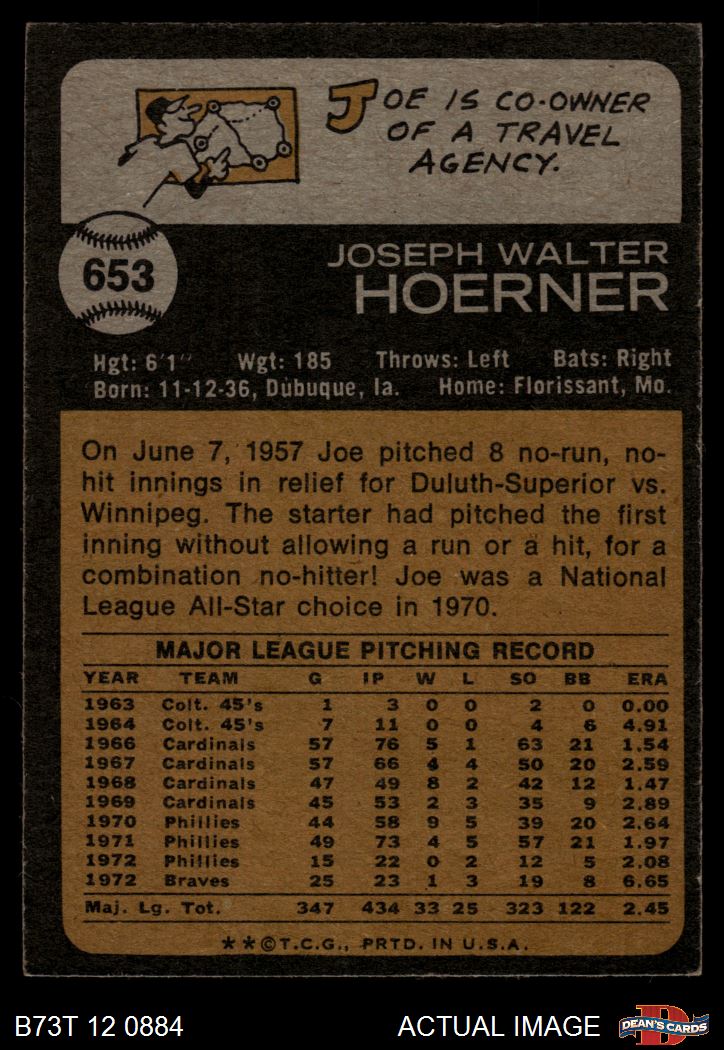 JOE IS CO-OWNER
OF A TRAVEL
AGENCY.
653
JOSEPH WALTER
HOERNER
Hgt: 6'1" Wgt: 185 Throws: Left Bats: Right
Born: 11-12-36, Dubuque, Ia. Home: Florissant, Mo.
On June 7, 1957 Joe pitched 8 no-run, no-
hit innings in relief for Duluth-Superior vs.
Winnipeg. The starter had pitched the first
inning without allowing a run or a hit, for a
combination no-hitter! Joe was a National
League All-Star choice in 1970.
MAJOR LEAGUE PITCHING RECORD
YEAR TEAM G IP W L SO BB ERA
1963 Colt. 45's 1 3 0 0 2 0 0.00
1964 Colt. 45's 7 11 0 0 4 6 4.91
1966 Cardinals 57 76 5 1 63 21 1.54
1967 Cardinals 57 66 4 4 50 20 2.59
1968 Cardinals 47 49 8 2 42 12 1.47
1969 Cardinals 45 53 2 3 35 9 2.89
1970 Phillies 44 58 9 5 39 20 2.64
1971 Phillies 49 73 4 5 57 21 1.97
1972 Phillies 15 22 0 2 12 5 2.08
1972 Braves 25 23 1 3 19 8 6.65
Maj. Lg. Tot. 347 434 33 25 323 122 2.45
**©T.C.G., PRTD. IN U.S.A.
B73T 12 0884 ACTUAL IMAGE
D
DEAN'S CARDS